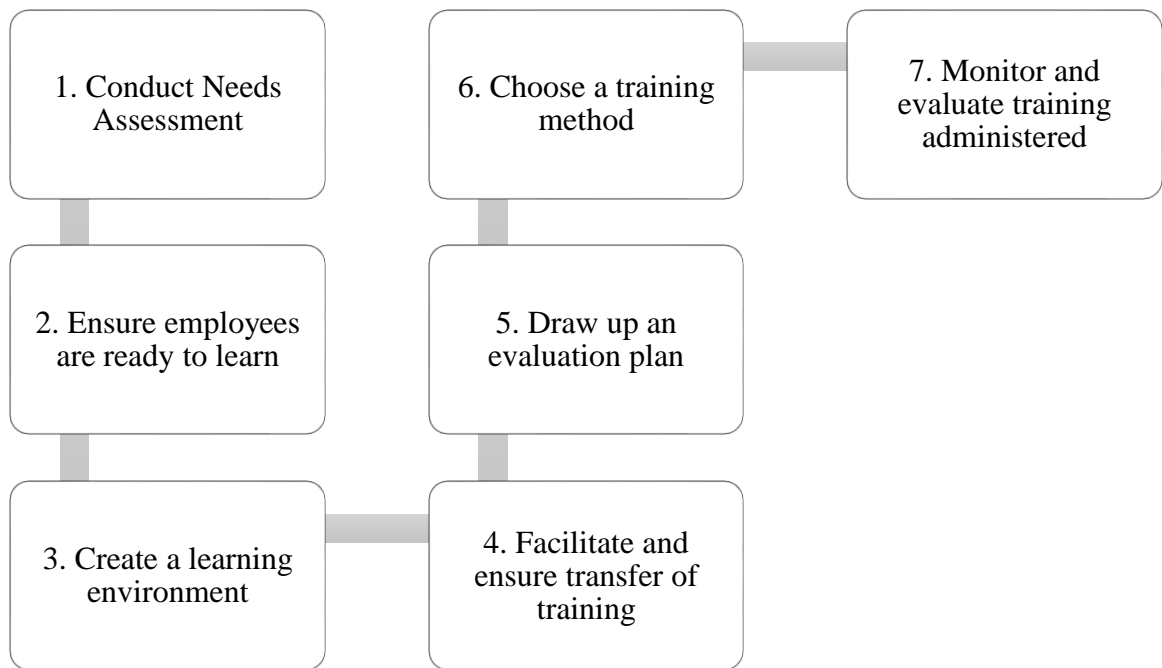 1. Conduct Needs
Assessment
2. Ensure employees
are ready to learn
3. Create a learning
environment
4. Facilitate and
ensure transfer of
training
5. Draw up an
evaluation plan
6. Choose a training
method
7. Monitor and
evaluate training
administered